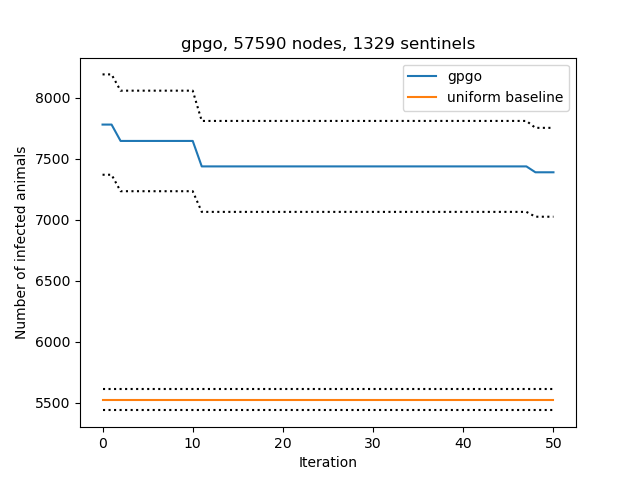 gpgo, 57590 nodes, 1329 sentinels
gpgo
uniform baseline
8000
7500
7000
6500
6000
5500
Number of infected animals
0 10 20 30 40 50
Iteration